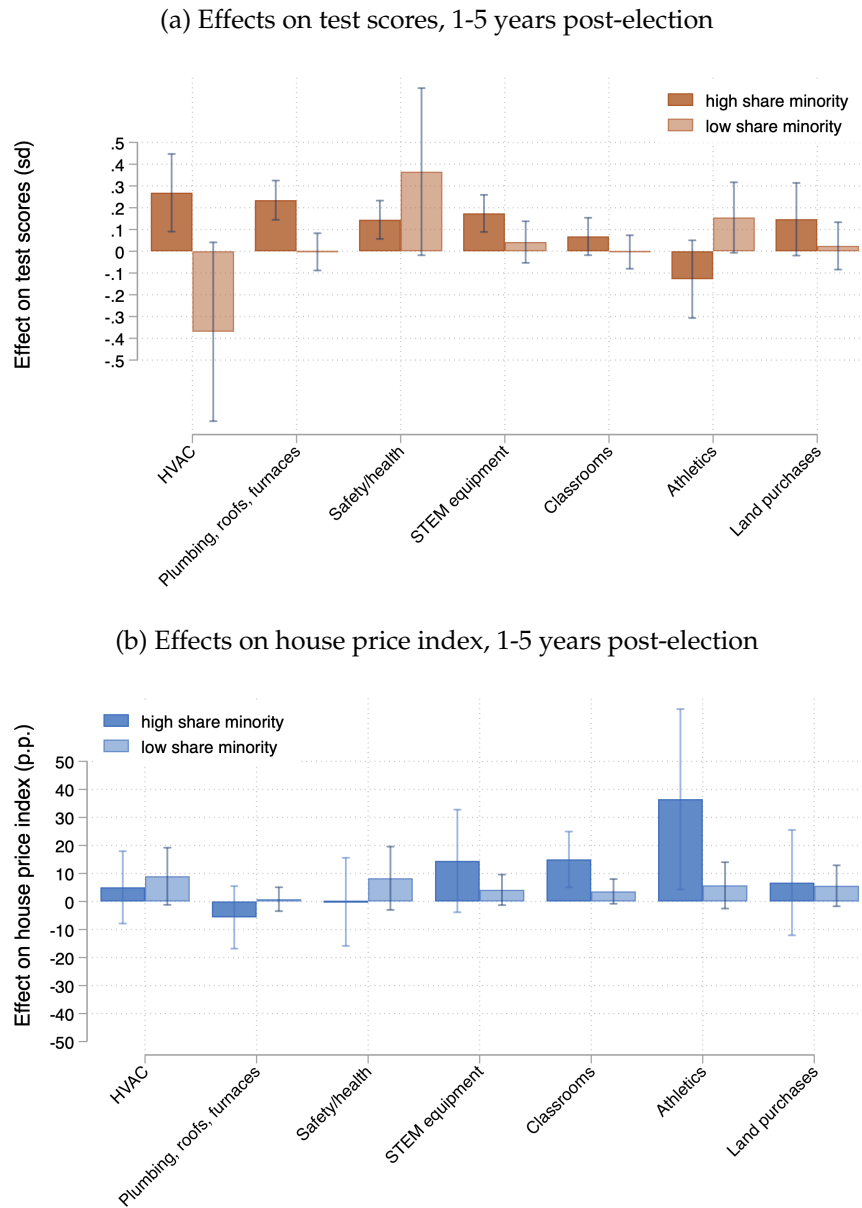 (a) Effects on test scores, 1-5 years post-election
high share minority
low share minority
Effect on test scores (sd)
.5
.4
.3
.2
.1
0
-.1
-.2
-.3
-.4
-.5
HVAC
Plumbing, roofs, furnaces
Safety/health
STEM equipment
Classrooms
Athletics
Land purchases
(b) Effects on house price index, 1-5 years post-election
high share minority
low share minority
Effect on house price index (p.p.)
50
40
30
20
10
0
-10
-20
-30
-40
-50
HVAC
Plumbing, roofs, furnaces
Safety/health
STEM equipment
Classrooms
Athletics
Land purchases